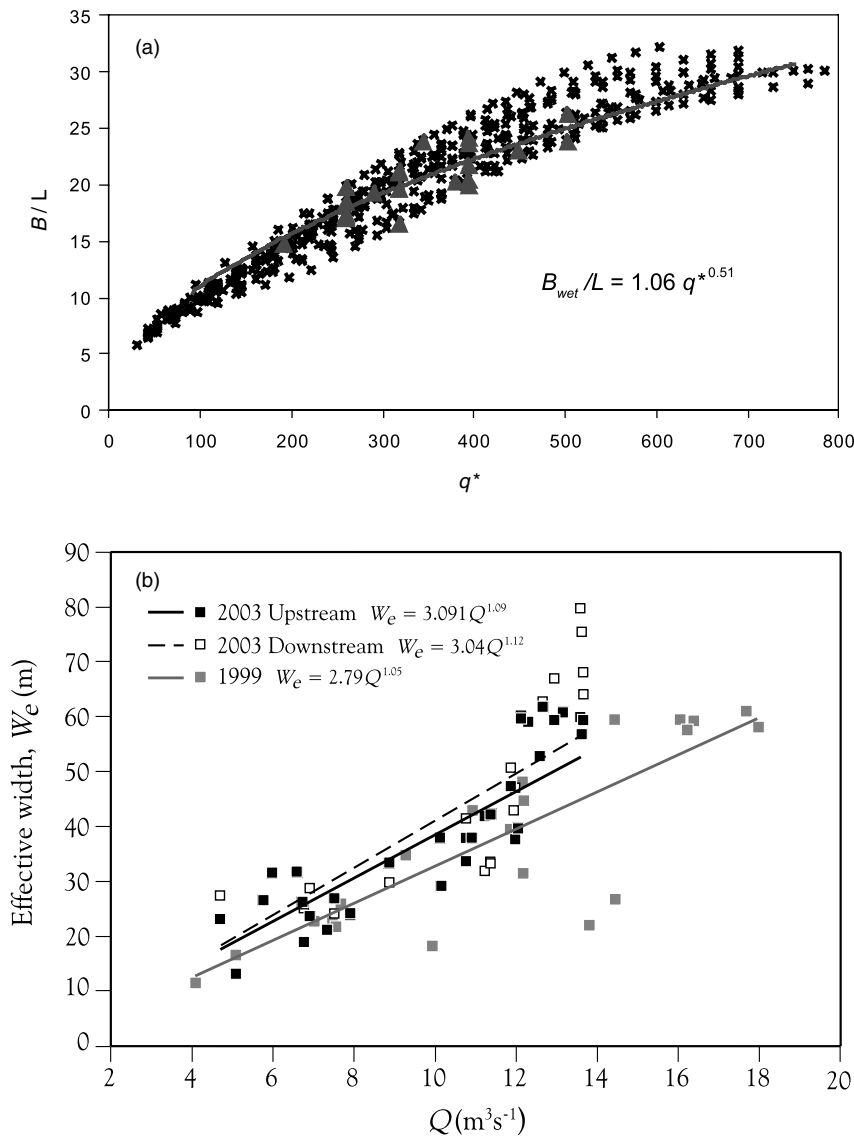 (a)
35
30
25
20
15
10
5
0
B / L
B_wet /L = 1.06 q*^0.51
0 100 200 300 400 500 600 700 800
q*
(b)
90
80
70
60
50
40
30
20
10
0
Effective width, W_e (m)
2003 Upstream W_e = 3.091Q^1.09
2003 Downstream W_e = 3.04Q^1.12
1999 W_e = 2.79Q^1.05
2 4 6 8 10 12 14 16 18 20
Q (m³s⁻¹)